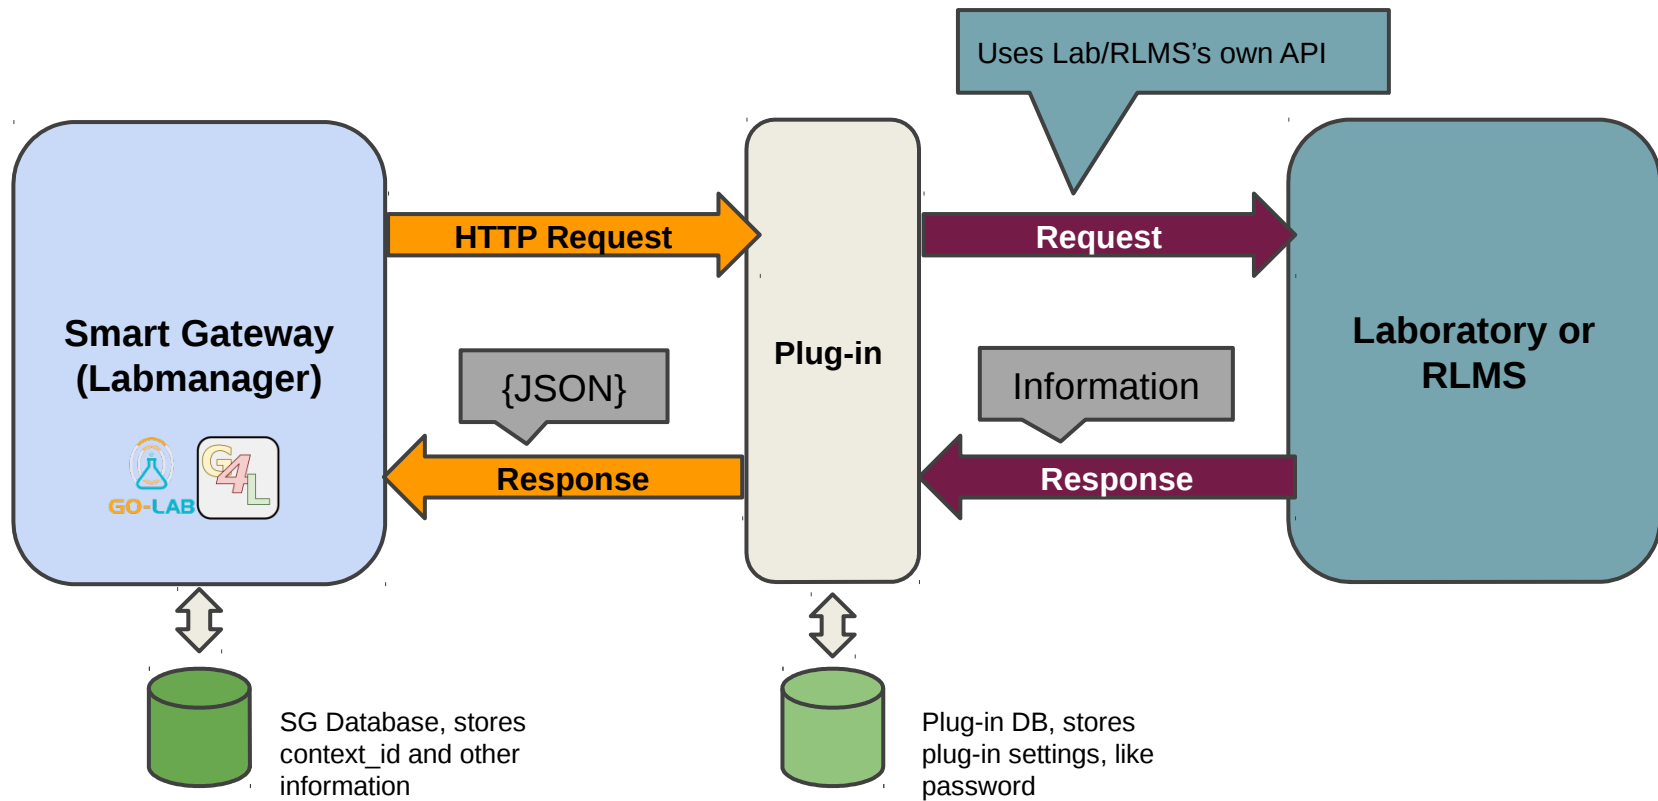 Uses Lab/RLMS’s own API
HTTP Request
Request
Smart Gateway
(Labmanager)
Plug-in
Laboratory or
RLMS
{JSON}
Information
Response
Response
G4L
GO-LAB
SG Database, stores
context_id and other
information
Plug-in DB, stores
plug-in settings, like
password